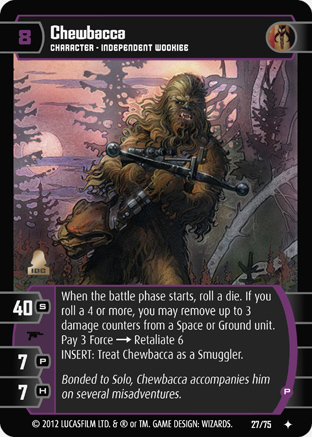 8
Chewbacca
CHARACTER - INDEPENDENT WOOKIEE
IDC
40 S
7 P
7 H
When the battle phase starts, roll a die. If you
roll a 4 or more, you may remove up to 3
damage counters from a Space or Ground unit.
Pay 3 Force → Retaliate 6
INSERT: Treat Chewbacca as a Smuggler.
Bonded to Solo, Chewbacca accompanies him
on several misadventures.
P
© 2012 LUCASFILM LTD. & ® or TM. GAME DESIGN: WIZARDS.
27/75